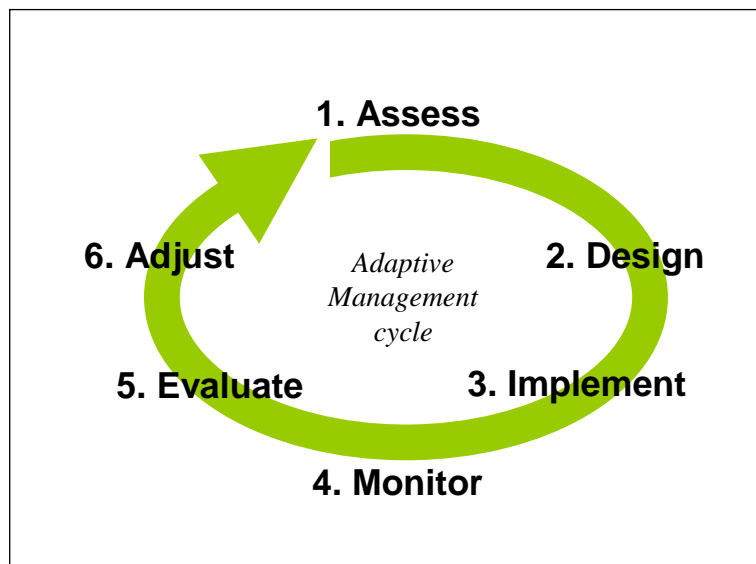 1. Assess
2. Design
3. Implement
4. Monitor
5. Evaluate
6. Adjust
Adaptive
Management
cycle